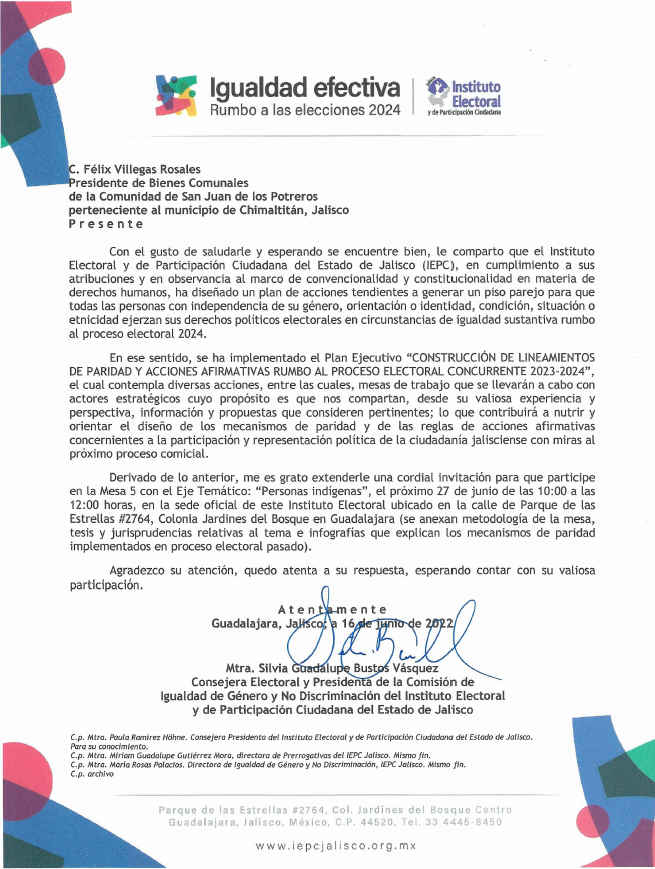 Igualdad efectiva
Rumbo a las elecciones 2024
Instituto
Electoral
y de Participación Ciudadana
C. Félix Villegas Rosales
Presidente de Bienes Comunales
de la Comunidad de San Juan de los Potreros
perteneciente al municipio de Chimaltitán, Jalisco
P r e s e n t e
Con el gusto de saludarle y esperando se encuentre bien, le comparto que el Instituto
Electoral y de Participación Ciudadana del Estado de Jalisco (IEPC), en cumplimiento a sus
atribuciones y en observancia al marco de convencionalidad y constitucionalidad en materia de
derechos humanos, ha diseñado un plan de acciones tendientes a generar un piso parejo para que
todas las personas con independencia de su género, orientación o identidad, condición, situación o
etnicidad ejerzan sus derechos políticos electorales en circunstancias de igualdad sustantiva rumbo
al proceso electoral 2024.
En ese sentido, se ha implementado el Plan Ejecutivo “CONSTRUCCIÓN DE LINEAMIENTOS
DE PARIDAD Y ACCIONES AFIRMATIVAS RUMBO AL PROCESO ELECTORAL CONCURRENTE 2023-2024”,
el cual contempla diversas acciones, entre las cuales, mesas de trabajo que se llevarán a cabo con
actores estratégicos cuyo propósito es que nos compartan, desde su valiosa experiencia y
perspectiva, información y propuestas que consideren pertinentes; lo que contribuirá a nutrir y
orientar el diseño de los mecanismos de paridad y de las reglas de acciones afirmativas
concernientes a la participación y representación política de la ciudadanía jalisciense con miras al
próximo proceso comicial.
Derivado de lo anterior, me es grato extenderle una cordial invitación para que participe
en la Mesa 5 con el Eje Temático: “Personas indígenas”, el próximo 27 de junio de las 10:00 a las
12:00 horas, en la sede oficial de este Instituto Electoral ubicado en la calle de Parque de las
Estrellas #2764, Colonia Jardines del Bosque en Guadalajara (se anexan metodología de la mesa,
tesis y jurisprudencias relativas al tema e infografías que explican los mecanismos de paridad
implementados en proceso electoral pasado).
Agradezco su atención, quedo atenta a su respuesta, esperando contar con su valiosa
participación.
A t e n t a m e n t e
Guadalajara, Jalisco; a 16 de junio de 2022
Mtra. Silvia Guadalupe Bustos Vásquez
Consejera Electoral y Presidenta de la Comisión de
Igualdad de Género y No Discriminación del Instituto Electoral
y de Participación Ciudadana del Estado de Jalisco
C.p. Mtra. Paula Ramírez Höhne. Consejera Presidenta del Instituto Electoral y de Participación Ciudadana del Estado de Jalisco.
Para su conocimiento.
C.p. Mtra. Miriam Guadalupe Gutiérrez Mora, directora de Prerrogativas del IEPC Jalisco. Mismo fin.
C.p. Mtra. María Rosas Palacios. Directora de Igualdad de Género y No Discriminación, IEPC Jalisco. Mismo fin.
C.p. archivo
Parque de las Estrellas #2764, Col. Jardines del Bosque Centro
Guadalajara, Jalisco, México, C.P. 44520, Tel. 33 4445-8450
www.iepcjalisco.org.mx